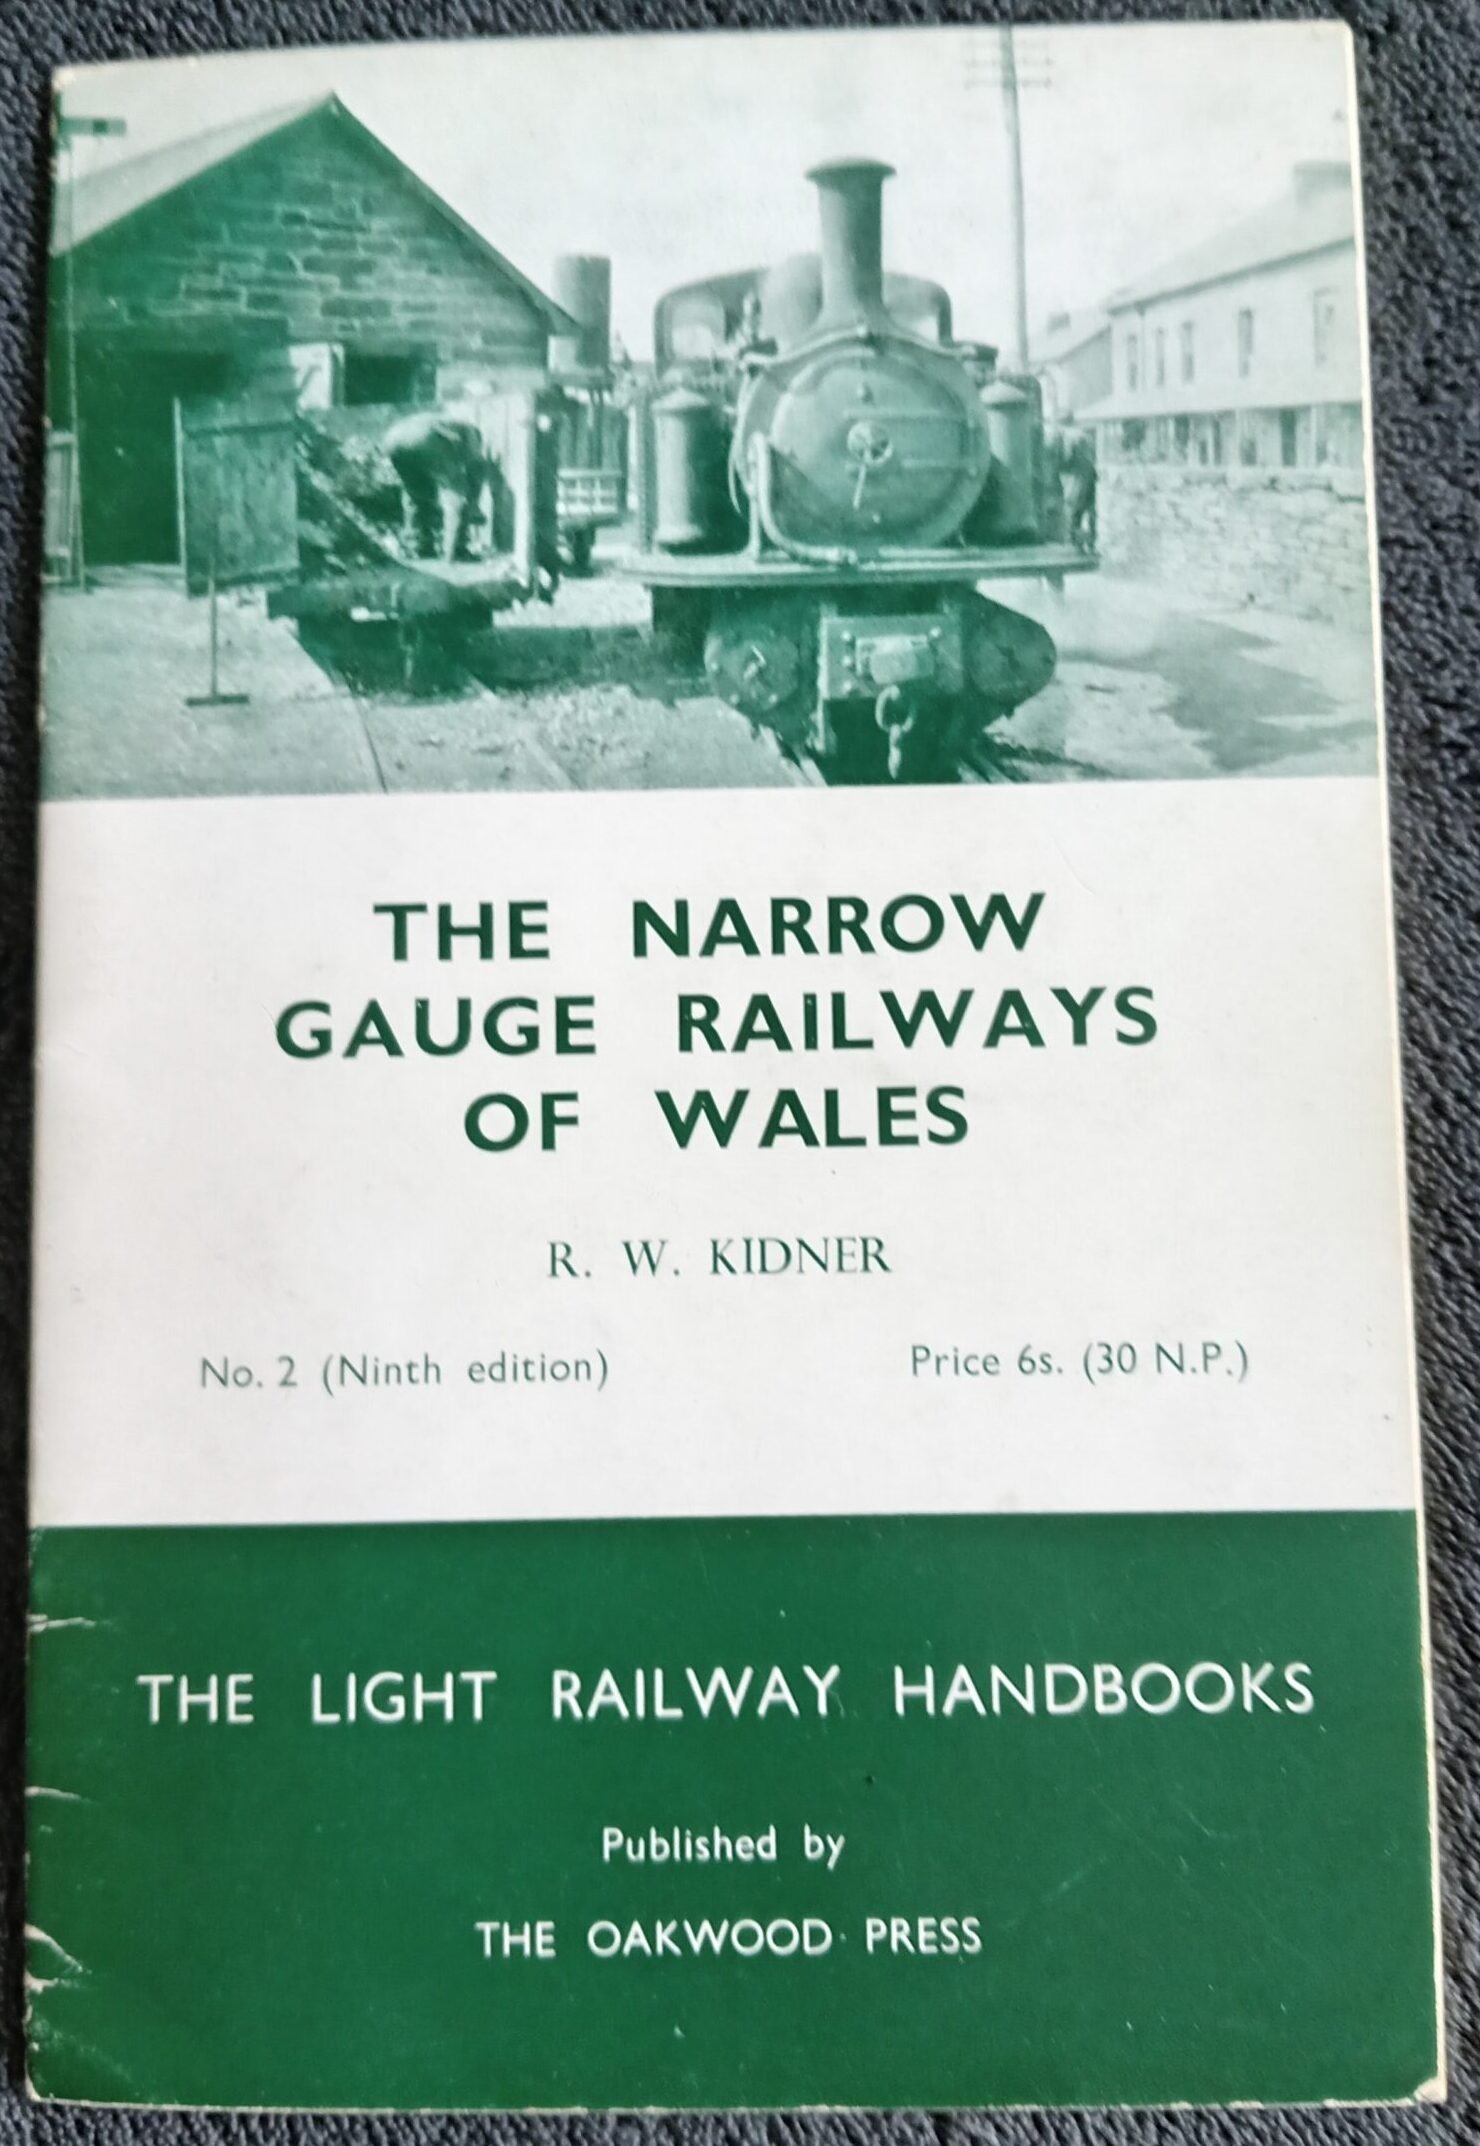 THE NARROW
GAUGE RAILWAYS
OF WALES
R. W. KIDNER
No. 2 (Ninth edition) Price 6s. (30 N.P.)
THE LIGHT RAILWAY HANDBOOKS
Published by
THE OAKWOOD PRESS